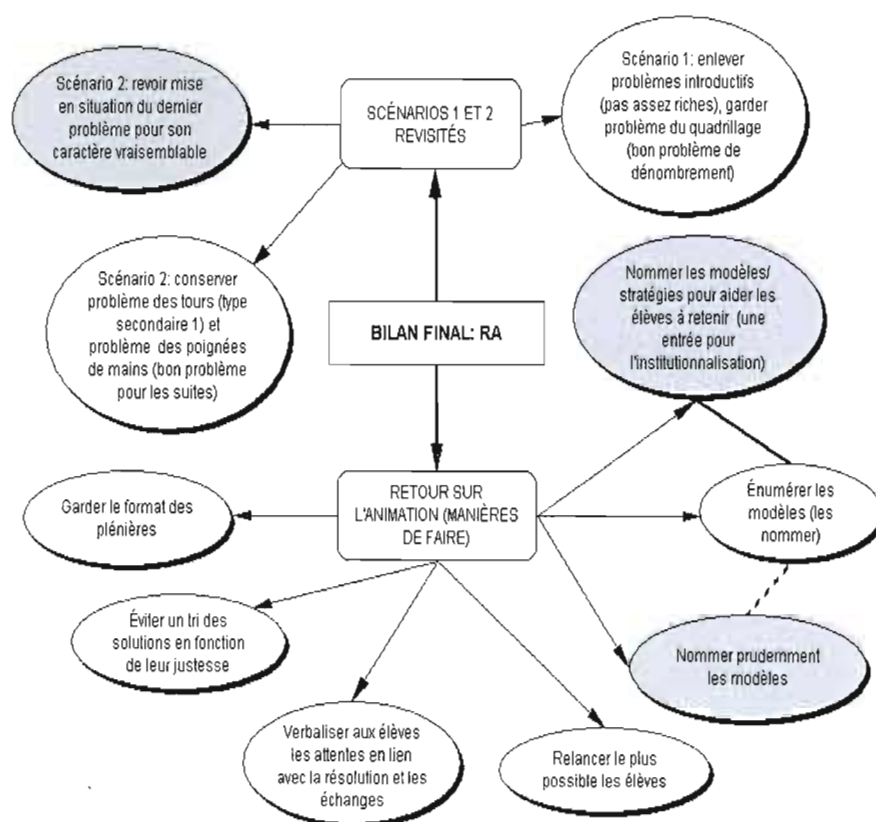 Scénario 2: revoir mise
en situation du dernier
problème pour son
caractère vraisemblable
SCÉNARIOS 1 ET 2
REVISITÉS
Scénario 1: enlever
problèmes introductifs
(pas assez riches), garder
problème du quadrillage
(bon problème de
dénombrement)
Scénario 2: conserver
problème des tours (type
secondaire 1) et
problème des poignées
de mains (bon problème
pour les suites)
BILAN FINAL: RA
Nommer les modèles/
stratégies pour aider les
élèves à retenir (une
entrée pour
l'institutionnalisation)
Garder le format des
plénières
RETOUR SUR
L'ANIMATION (MANIÈRES
DE FAIRE)
Énumérer les
modèles (les
nommer)
Éviter un tri des
solutions en fonction
de leur justesse
Nommer prudemment
les modèles
Verbaliser aux élèves
les attentes en lien
avec la résolution et les
échanges
Relancer le plus
possible les élèves